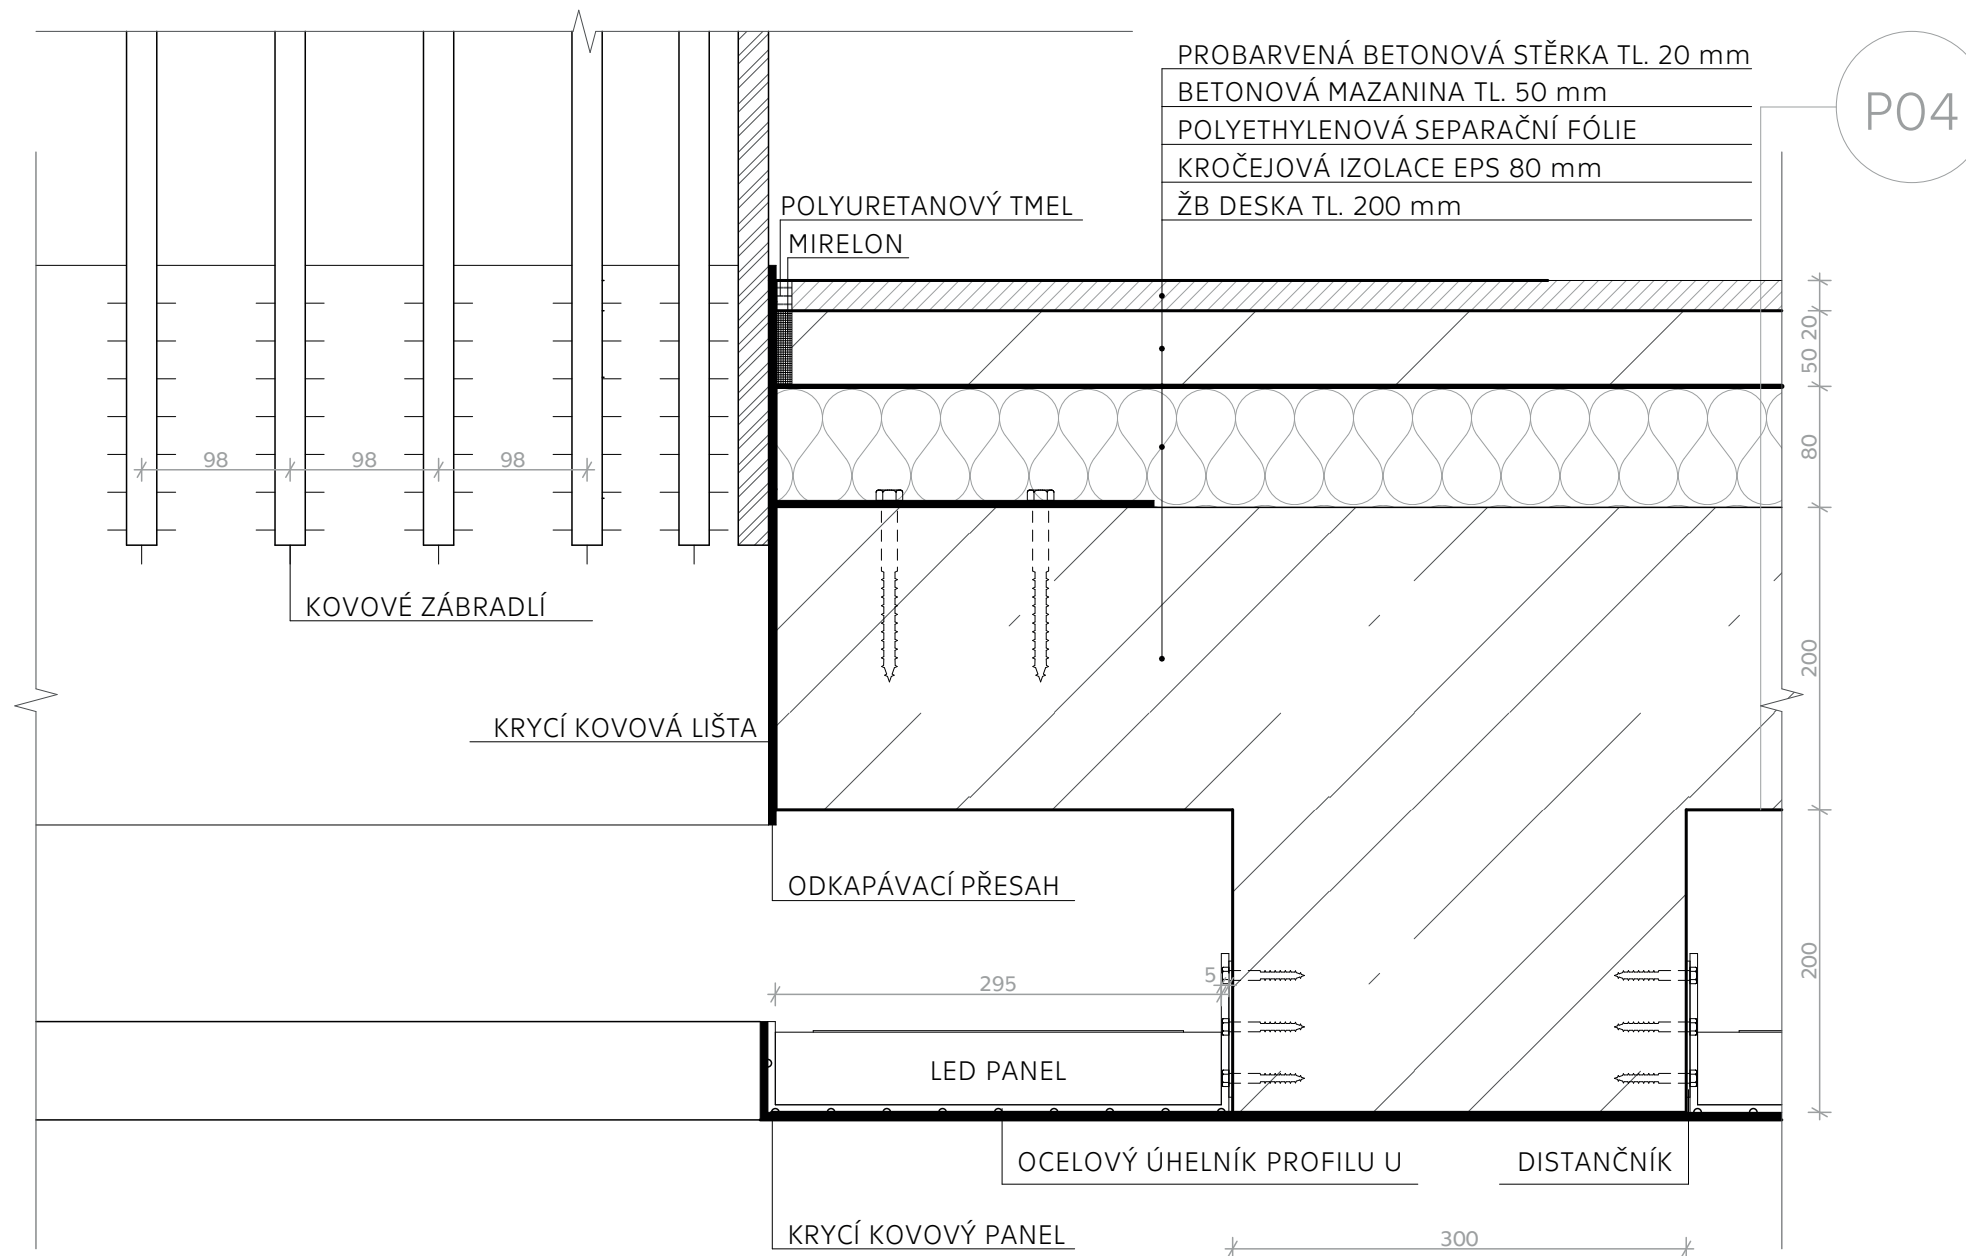 PROBARVENÁ BETONOVÁ STĚRKA TL. 20 mm
BETONOVÁ MAZANINA TL. 50 mm
POLYETHYLENOVÁ SEPARAČNÍ FÓLIE
KROČEJOVÁ IZOLACE EPS 80 mm
ŽB DESKA TL. 200 mm
P04
POLYURETANOVÝ TMEL
MIRELON
20
50
80
98
98
98
KOVOVÉ ZÁBRADLÍ
200
KRYCÍ KOVOVÁ LIŠTA
ODKAPÁVACÍ PŘESAH
200
295
5
LED PANEL
OCELOVÝ ÚHELNÍK PROFILU U
DISTANČNÍK
KRYCÍ KOVOVÝ PANEL
300